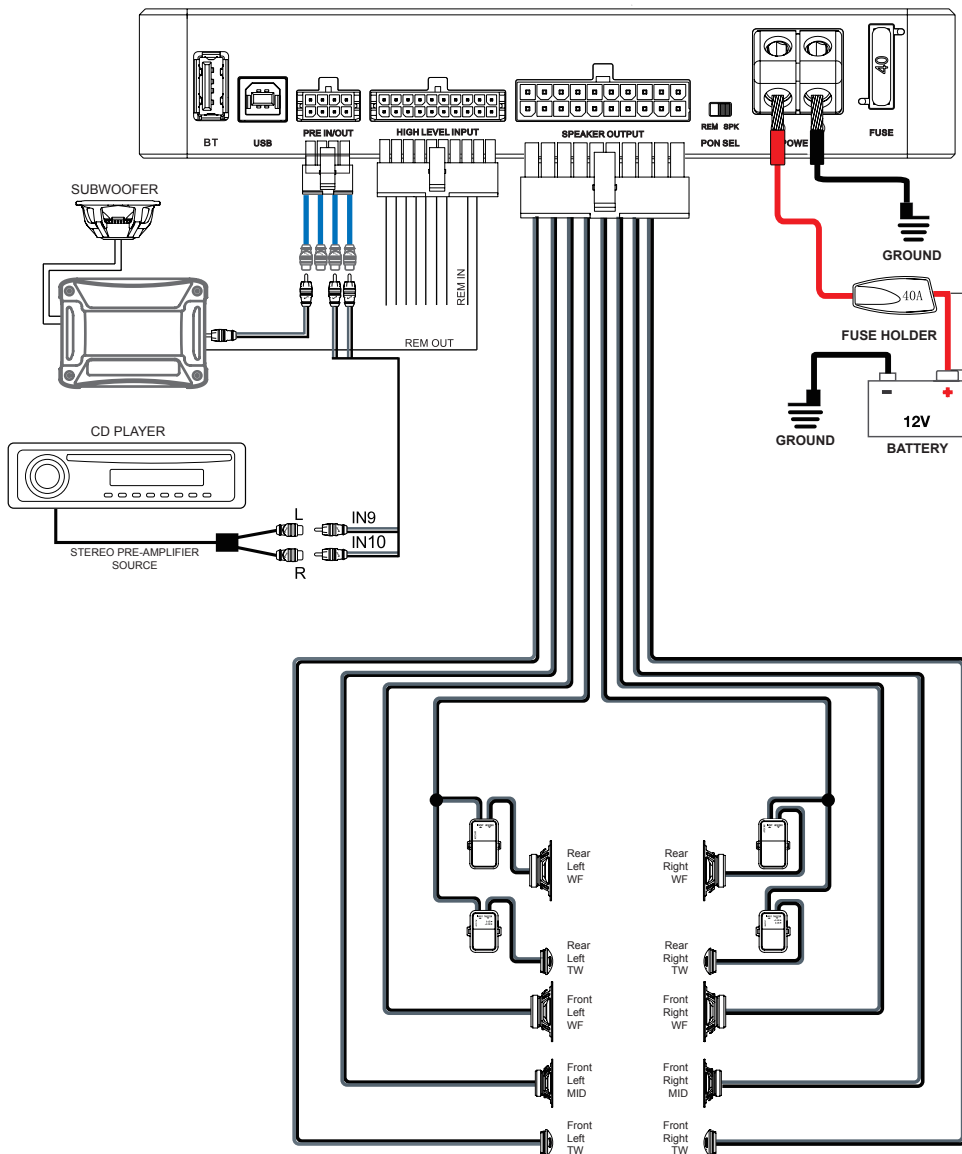 40
BT
USB
PRE IN/OUT
HIGH LEVEL INPUT
SPEAKER OUTPUT
REM SPK
PON SEL
POWE
FUSE
SUBWOOFER
REM IN
REM OUT
GROUND
40A
FUSE HOLDER
- +
12V
BATTERY
GROUND
CD PLAYER
L
IN9
IN10
R
STEREO PRE-AMPLIFIER
SOURCE
Rear
Left
WF
Rear
Right
WF
Rear
Left
TW
Rear
Right
TW
Front
Left
WF
Front
Right
WF
Front
Left
MID
Front
Right
MID
Front
Left
TW
Front
Right
TW